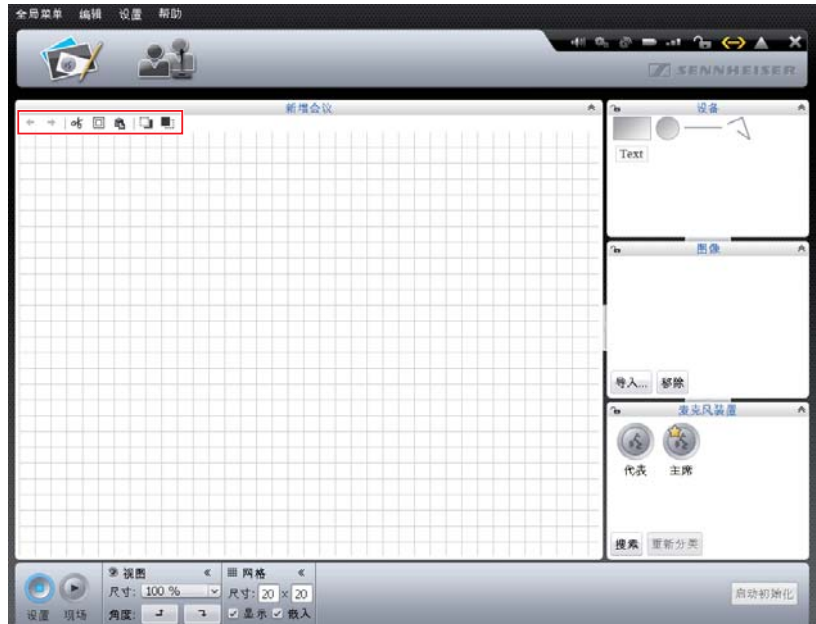 全局菜单 编辑 设置 帮助
SENNHEISER
新增会议
设备
Text
图像
导入... 移除
麦克风装置
代表 主席
搜索 重新分类
视图
尺寸: 100 %
角度:
网格
尺寸: 20 × 20
显示 嵌入
设置 现场
启动初始化